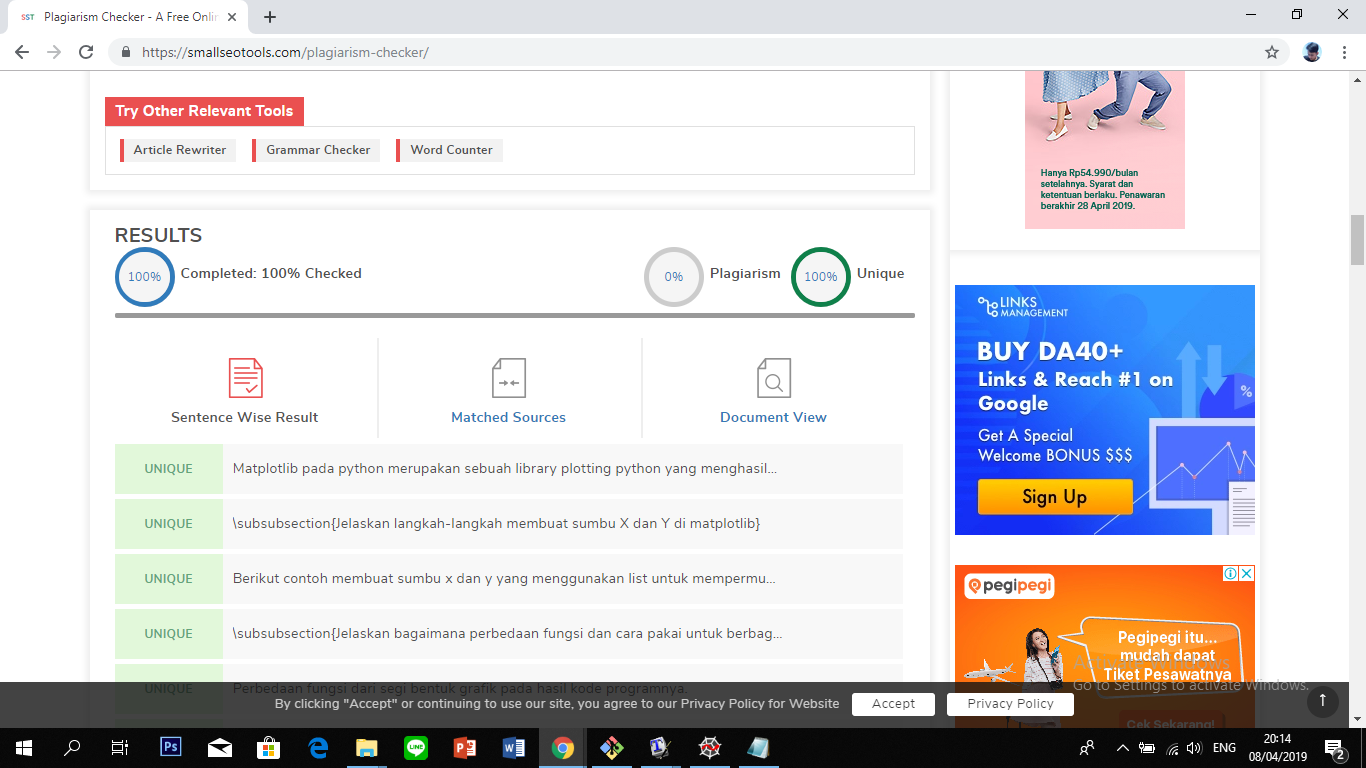 SST Plagiarism Checker - A Free Onlin
https://smallseotools.com/plagiarism-checker/
Try Other Relevant Tools
Article Rewriter
Grammar Checker
Word Counter
Hanya Rp54.990/bulan
setelahnya. Syarat dan
ketentuan berlaku. Penawaran
berakhir 28 April 2019.
RESULTS
100% Completed: 100% Checked
0% Plagiarism
100% Unique
Sentence Wise Result
Matched Sources
Document View
UNIQUE Matplotlib pada python merupakan sebuah library plotting python yang menghasil...
UNIQUE \subsubsection{Jelaskan langkah-langkah membuat sumbu X dan Y di matplotlib}
UNIQUE Berikut contoh membuat sumbu x dan y yang menggunakan list untuk mempermu...
UNIQUE \subsubsection{Jelaskan bagaimana perbedaan fungsi dan cara pakai untuk berbag...
UNIQUE Perbedaan fungsi dari segi bentuk grafik pada hasil kode programnya.
LINKS
MANAGEMENT
BUY DA40+
Links & Reach #1 on
Google
Get A Special
Welcome BONUS $$$
Sign Up
%
pegipegi
Pegipegi itu...
mudah dapat
Tiket Pesawatnya
Cek Sekarang!
Activate Windows
Go to Settings to activate Windows.
By clicking "Accept" or continuing to use our site, you agree to our Privacy Policy for Website
Accept
Privacy Policy
Ps
LINE
ENG
20:14
08/04/2019
2